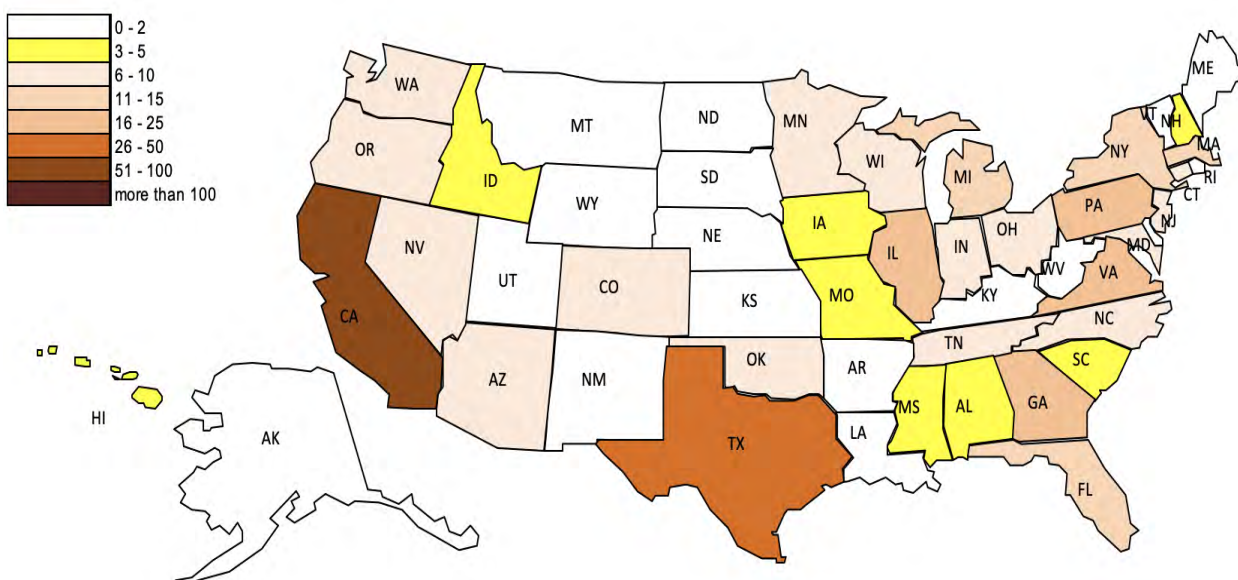 0 - 2
3 - 5
6 - 10
11 - 15
16 - 25
26 - 50
51 - 100
more than 100
ME
WA
MT
ND
MN
VT
NH
MA
OR
ID
SD
WI
NY
MI
RI
CT
WY
PA
NJ
IA
NE
OH
NV
IL
IN
MD
UT
CO
WV
VA
KS
MO
KY
CA
NC
TN
OK
AR
SC
AZ
NM
MS
AL
GA
HI
AK
TX
LA
FL